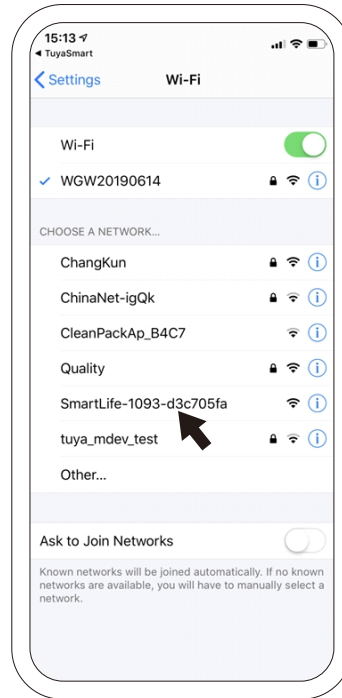 15:13
TuyaSmart
Settings
Wi-Fi
Wi-Fi
WGW20190614
CHOOSE A NETWORK...
ChangKun
ChinaNet-igQk
CleanPackAp_B4C7
Quality
SmartLife-1093-d3c705fa
tuya_mdev_test
Other...
Ask to Join Networks
Known networks will be joined automatically. If no known
networks are available, you will have to manually select a
network.